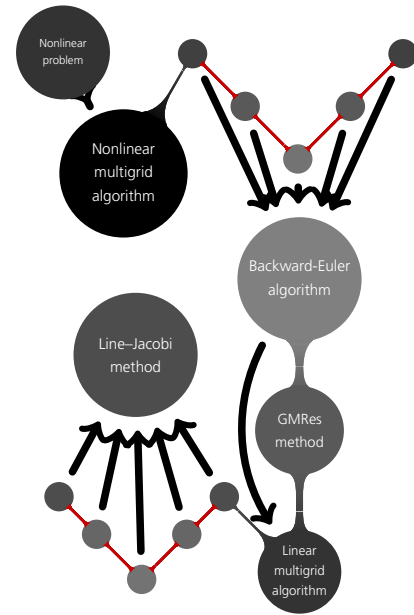 Nonlinear
problem
Nonlinear
multigrid
algorithm
Backward-Euler
algorithm
Line–Jacobi
method
GMRes
method
Linear
multigrid
algorithm